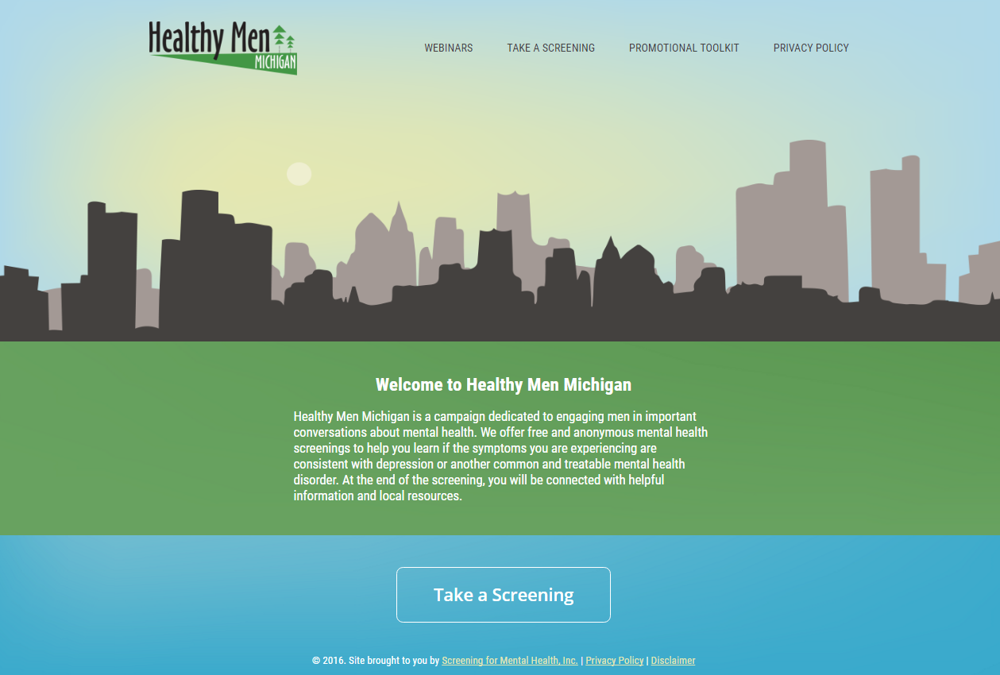 Healthy Men
MICHIGAN
WEBINARS TAKE A SCREENING PROMOTIONAL TOOLKIT PRIVACY POLICY
Welcome to Healthy Men Michigan
Healthy Men Michigan is a campaign dedicated to engaging men in important
conversations about mental health. We offer free and anonymous mental health
screenings to help you learn if the symptoms you are experiencing are
consistent with depression or another common and treatable mental health
disorder. At the end of the screening, you will be connected with helpful
information and local resources.
Take a Screening
© 2016. Site brought to you by Screening for Mental Health, Inc. | Privacy Policy | Disclaimer